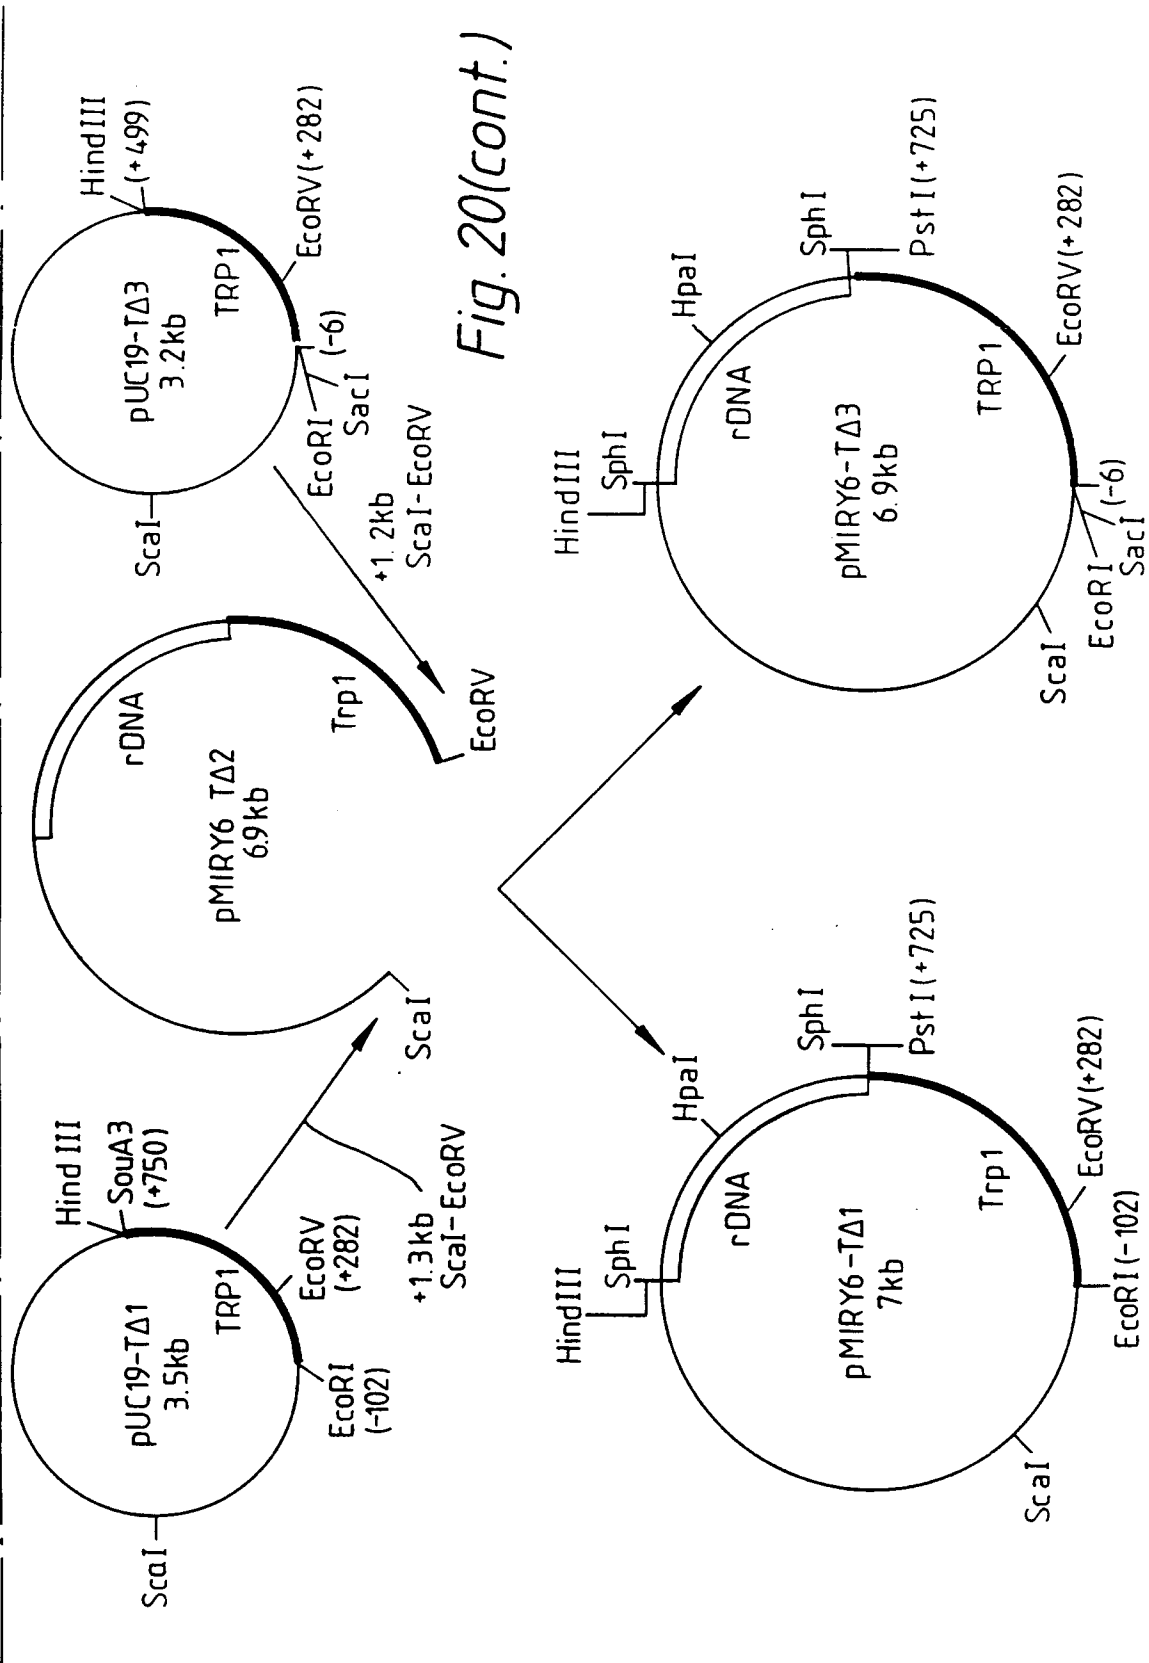 Hind III
SouA3
(+750)
ScaI
pUC19-TΔ1
3.5kb
TRP1
EcoRV
(+282)
EcoRI
(-102)
+1.3kb
ScaI-EcoRV
rDNA
pMIRY6 TΔ2
6.9kb
Trp1
ScaI
EcoRV
HindIII
(+499)
ScaI
pUC19-TΔ3
3.2kb
TRP1
EcoRV(+282)
(-6)
EcoRI
SacI
+1.2kb
ScaI-EcoRV
Fig. 20(cont.)
HindIII
SphI
HpaI
rDNA
SphI
PstI(+725)
pMIRY6-TΔ1
7kb
Trp1
EcoRV(+282)
ScaI
EcoRI(-102)
HindIII
SphI
HpaI
rDNA
SphI
PstI(+725)
pMIRY6-TΔ3
6.9kb
TRP1
EcoRV(+282)
ScaI
(-6)
EcoRI
SacI